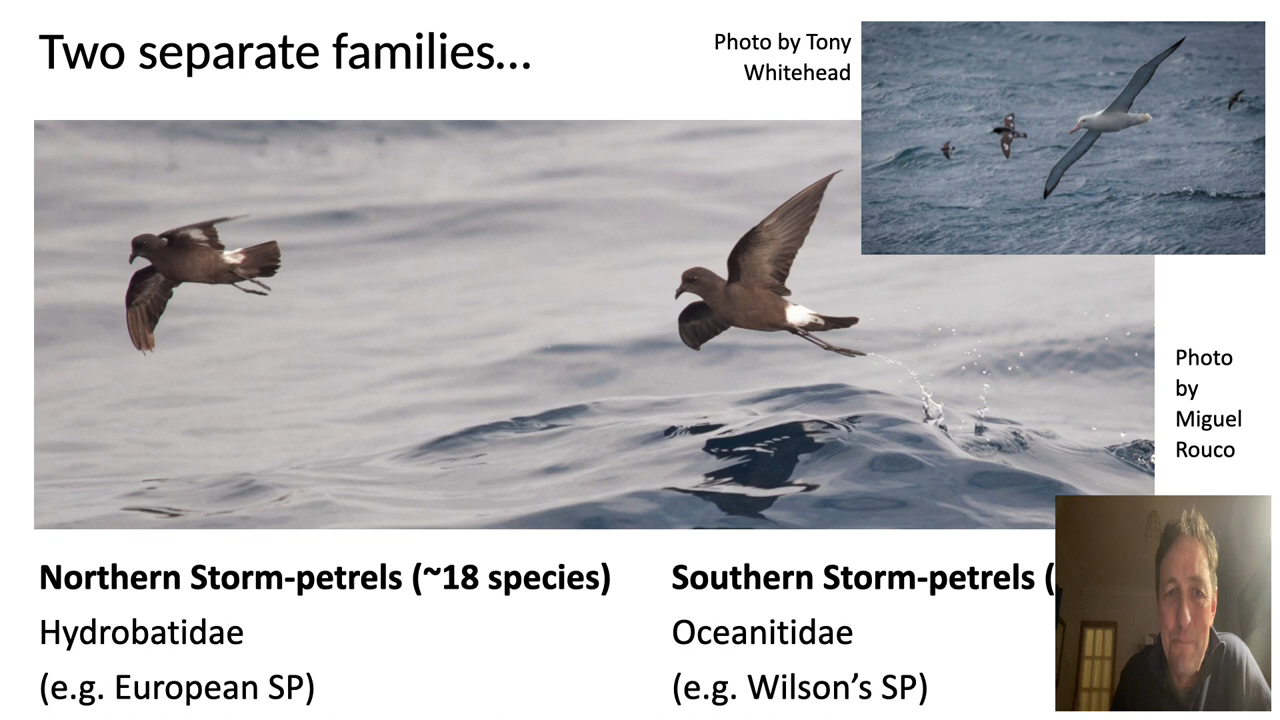 Two separate families...
Photo by Tony
Whitehead
Photo
by
Miguel
Rouco
Northern Storm-petrels (~18 species)
Hydrobatidae
(e.g. European SP)
Southern Storm-petrels (
Oceanitidae
(e.g. Wilson’s SP)